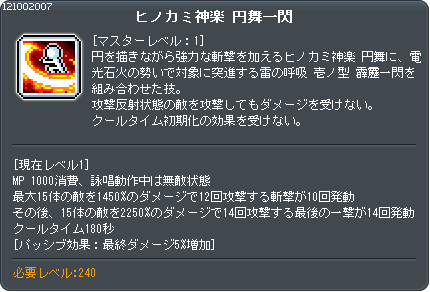 121002007
ヒノカミ神楽 円舞一閃
[マスターレベル：1]
円を描きながら強力な斬撃を加えるヒノカミ神楽 円舞に、電
光石火の勢いで対象に突進する雷の呼吸 壱ノ型 霹靂一閃を
組み合わせた技。
攻撃反射状態の敵を攻撃してもダメージを受けない。
クールタイム初期化の効果を受けない。
[現在レベル1]
MP 1000消費、詠唱動作中は無敵状態
最大15体の敵を1450%のダメージで12回攻撃する斬撃が10回発動
その後、15体の敵を2250%のダメージで14回攻撃する最後の一撃が14回発動
クールタイム180秒
[パッシブ効果：最終ダメージ5%増加]
必要レベル:240